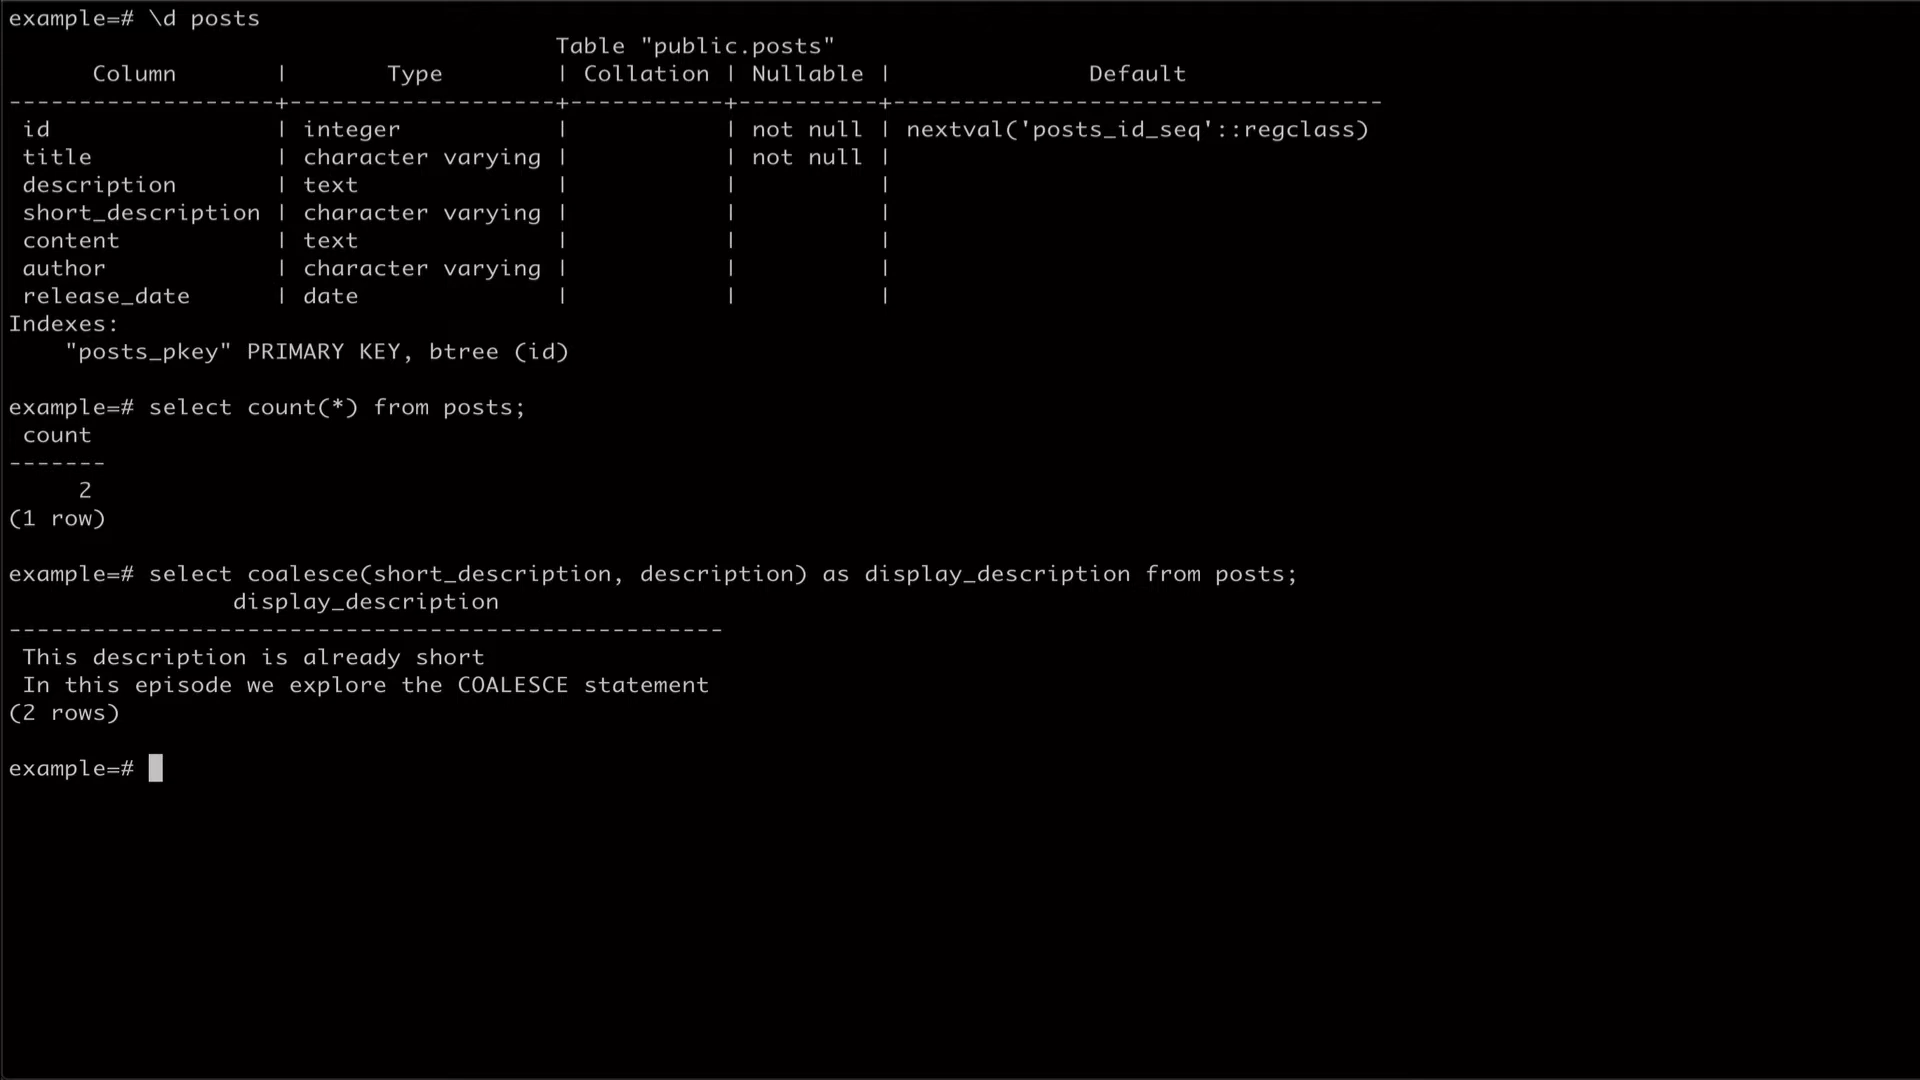 example=# \d posts
                                       Table "public.posts"
      Column       |       Type        | Collation | Nullable |              Default
-------------------+-------------------+-----------+----------+-----------------------------------
 id                | integer           |           | not null | nextval('posts_id_seq'::regclass)
 title             | character varying |           | not null |
 description       | text              |           |          |
 short_description | character varying |           |          |
 content           | text              |           |          |
 author            | character varying |           |          |
 release_date      | date              |           |          |
Indexes:
    "posts_pkey" PRIMARY KEY, btree (id)

example=# select count(*) from posts;
 count
-------
     2
(1 row)

example=# select coalesce(short_description, description) as display_description from posts;
                display_description
---------------------------------------------------
 This description is already short
 In this episode we explore the COALESCE statement
(2 rows)

example=#